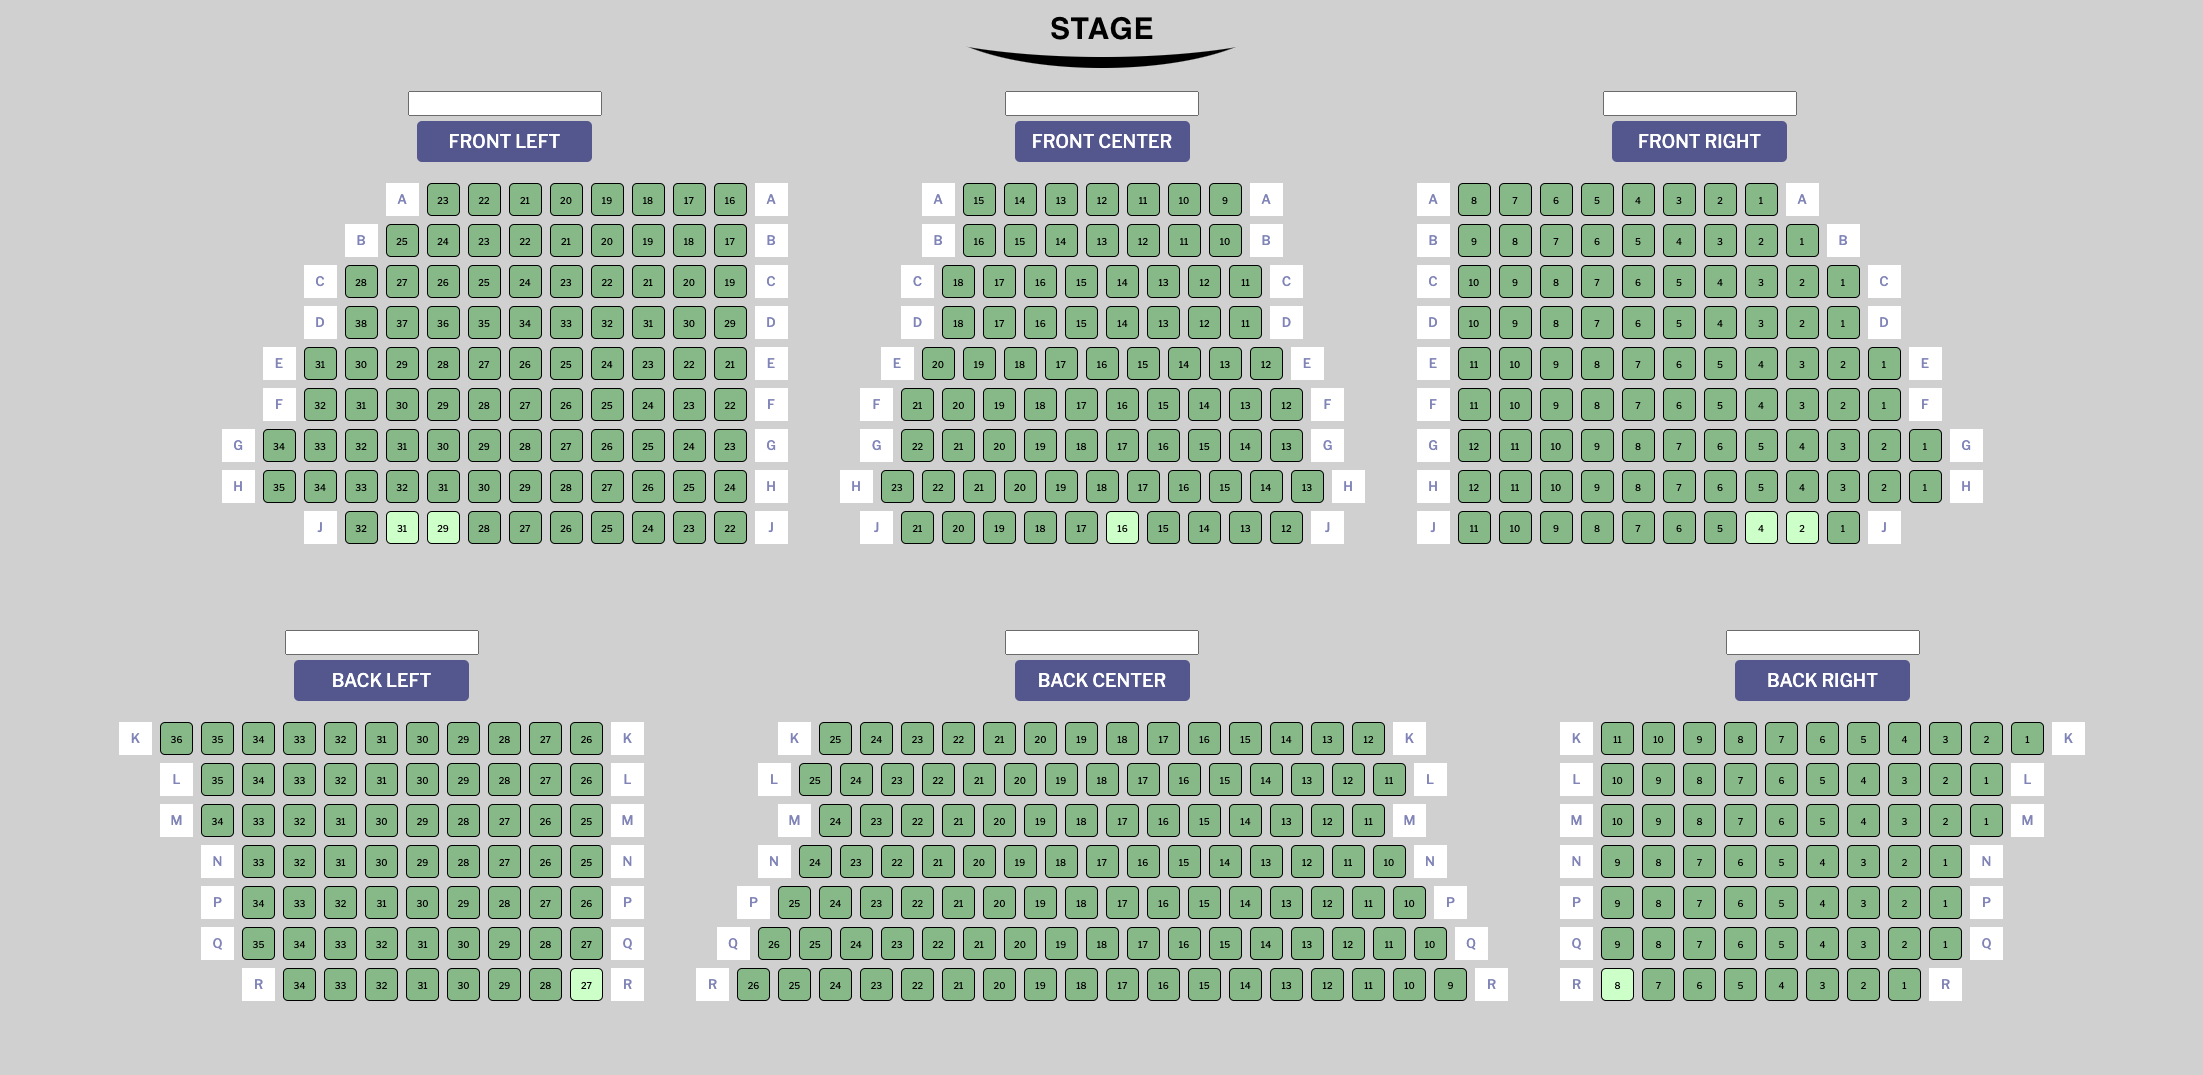 STAGE
FRONT LEFT FRONT CENTER FRONT RIGHT
A 23 22 21 20 19 18 17 16 A A 15 14 13 12 11 10 9 A A 8 7 6 5 4 3 2 1 A
B 25 24 23 22 21 20 19 18 17 B B 16 15 14 13 12 11 10 B B 9 8 7 6 5 4 3 2 1 B
C 28 27 26 25 24 23 22 21 20 19 C C 18 17 16 15 14 13 12 11 C C 10 9 8 7 6 5 4 3 2 1 C
D 38 37 36 35 34 33 32 31 30 29 D D 18 17 16 15 14 13 12 11 D D 10 9 8 7 6 5 4 3 2 1 D
E 31 30 29 28 27 26 25 24 23 22 21 E E 20 19 18 17 16 15 14 13 12 E E 11 10 9 8 7 6 5 4 3 2 1 E
F 32 31 30 29 28 27 26 25 24 23 22 F F 21 20 19 18 17 16 15 14 13 12 F F 11 10 9 8 7 6 5 4 3 2 1 F
G 34 33 32 31 30 29 28 27 26 25 24 23 G G 22 21 20 19 18 17 16 15 14 13 G G 12 11 10 9 8 7 6 5 4 3 2 1 G
H 35 34 33 32 31 30 29 28 27 26 25 24 H H 23 22 21 20 19 18 17 16 15 14 13 H H 12 11 10 9 8 7 6 5 4 3 2 1 H
J 32 31 29 28 27 26 25 24 23 22 J J 21 20 19 18 17 16 15 14 13 12 J J 11 10 9 8 7 6 5 4 2 1 J
BACK LEFT BACK CENTER BACK RIGHT
K 36 35 34 33 32 31 30 29 28 27 26 K K 25 24 23 22 21 20 19 18 17 16 15 14 13 12 K K 11 10 9 8 7 6 5 4 3 2 1 K
L 35 34 33 32 31 30 29 28 27 26 L L 25 24 23 22 21 20 19 18 17 16 15 14 13 12 11 L L 10 9 8 7 6 5 4 3 2 1 L
M 34 33 32 31 30 29 28 27 26 25 M M 24 23 22 21 20 19 18 17 16 15 14 13 12 11 M M 10 9 8 7 6 5 4 3 2 1 M
N 33 32 31 30 29 28 27 26 25 N N 24 23 22 21 20 19 18 17 16 15 14 13 12 11 10 N N 9 8 7 6 5 4 3 2 1 N
P 34 33 32 31 30 29 28 27 26 P P 25 24 23 22 21 20 19 18 17 16 15 14 13 12 11 10 P P 9 8 7 6 5 4 3 2 1 P
Q 35 34 33 32 31 30 29 28 27 Q Q 26 25 24 23 22 21 20 19 18 17 16 15 14 13 12 11 10 Q Q 9 8 7 6 5 4 3 2 1 Q
R 34 33 32 31 30 29 28 27 R R 26 25 24 23 22 21 20 19 18 17 16 15 14 13 12 11 10 9 R R 8 7 6 5 4 3 2 1 R